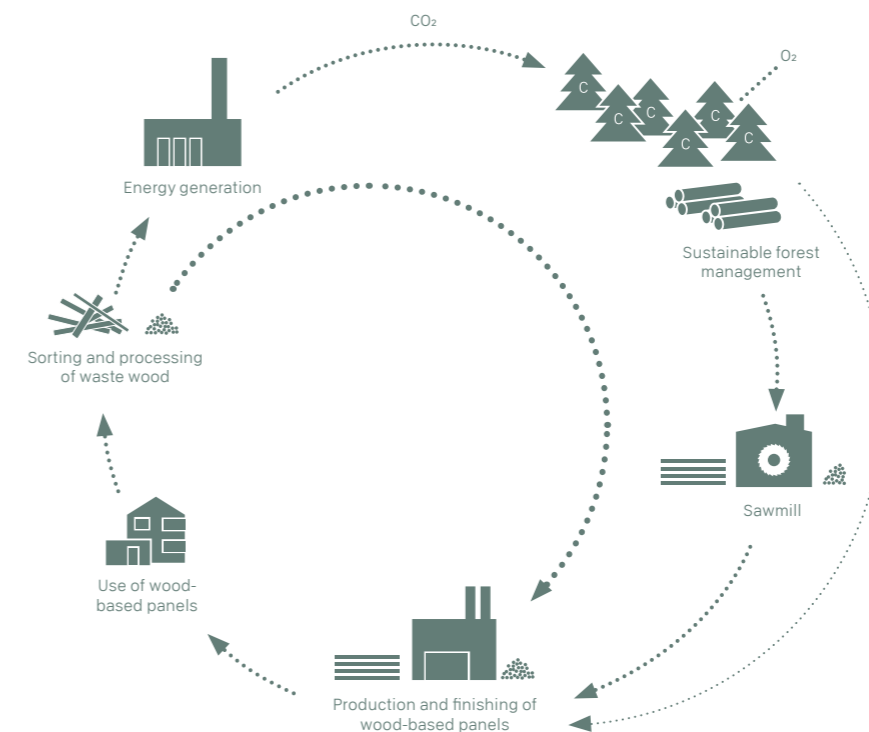 CO₂
O₂
C
C
C
C
C
C
Energy generation
Sustainable forest
management
Sorting and processing
of waste wood
Sawmill
Use of wood-
based panels
Production and finishing of
wood-based panels